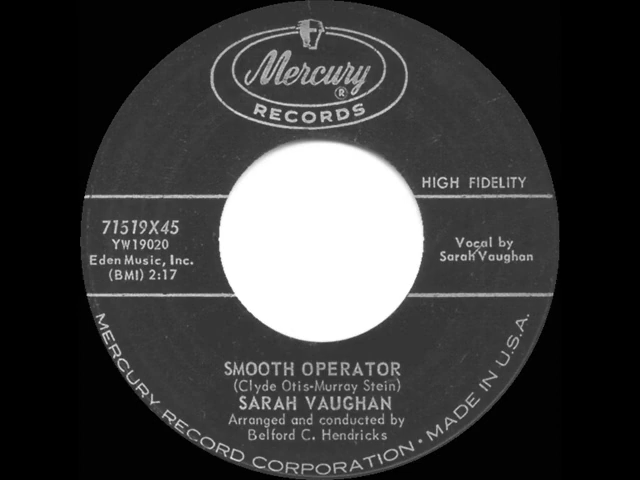 Mercury
®
RECORDS
HIGH FIDELITY
71519X45
YW19020
Eden Music, Inc.
(BMI) 2:17
Vocal by
Sarah Vaughan
SMOOTH OPERATOR
(Clyde Otis-Murray Stein)
SARAH VAUGHAN
Arranged and conducted by
Belford C. Hendricks
MERCURY RECORD CORPORATION • MADE IN U.S.A.